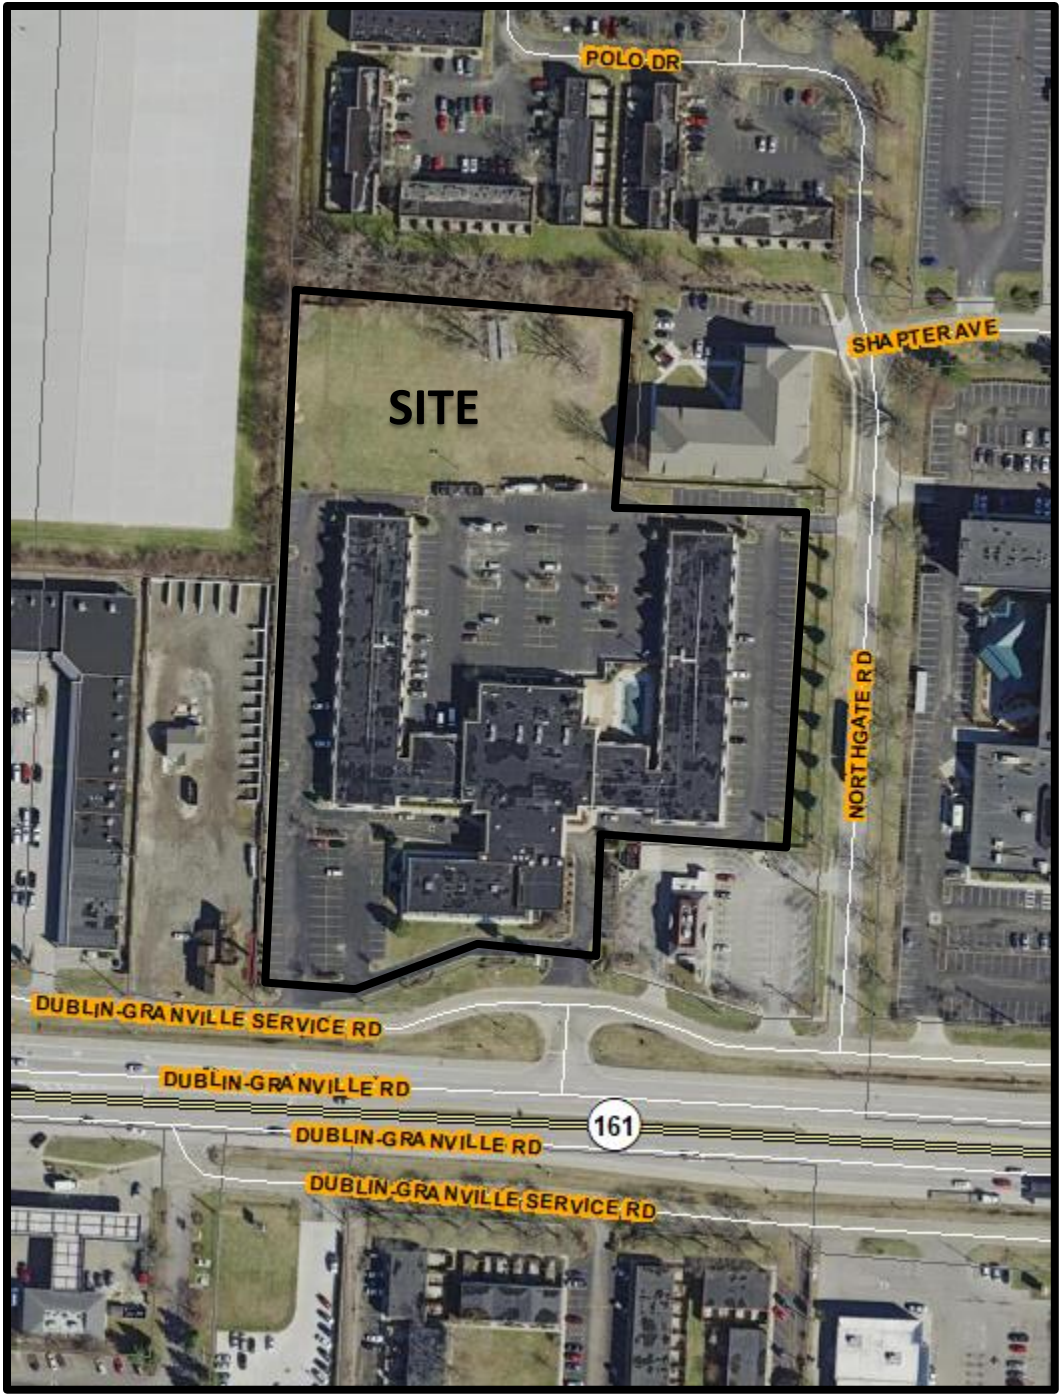 POLO DR
SHAPTER AVE
SITE
NORTHGATE RD
DUBLIN-GRANVILLE SERVICE RD
DUBLIN-GRANVILLE RD
161
DUBLIN-GRANVILLE RD
DUBLIN-GRANVILLE SERVICE RD